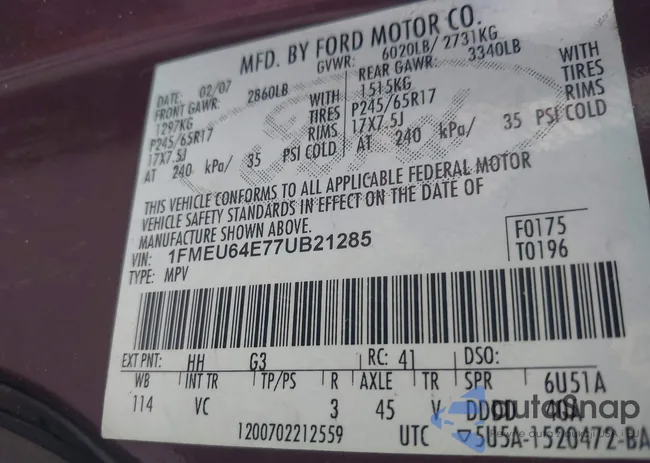 MFD. BY FORD MOTOR CO.
DATE: 02/07 GVWR: 6020LB/ 2731KG
FRONT GAWR: 2860LB REAR GAWR: 3340LB
1297KG WITH 1515KG WITH
P245/65R17 TIRES P245/65R17 TIRES
17X7.5J RIMS 17X7.5J RIMS
AT 240 kPa/ 35 PSI COLD AT 240 kPa/ 35 PSI COLD
THIS VEHICLE CONFORMS TO ALL APPLICABLE FEDERAL MOTOR
VEHICLE SAFETY STANDARDS IN EFFECT ON THE DATE OF
MANUFACTURE SHOWN ABOVE.
VIN: 1FMEU64E77UB21285 F0175
TYPE: MPV T0196
EXT PNT: HH G3 RC: 41 DSO:
WB INT TR TP/PS R AXLE TR SPR 6U51A
114 VC 3 45 V DDDD
1200702212559 UTC ▽5U5A-1520472-BA
AutoSnap